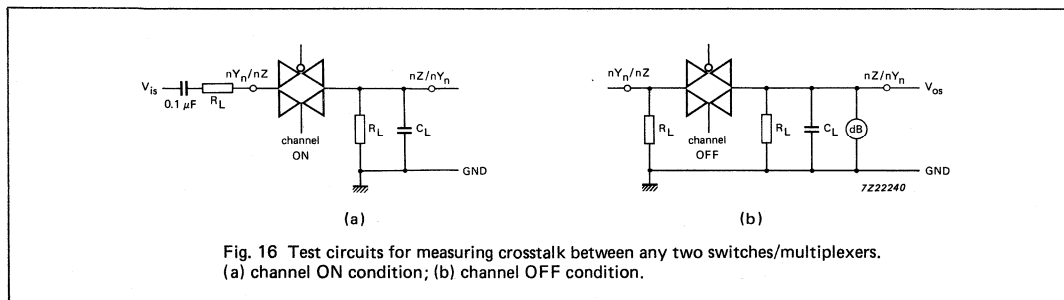 V_is
0.1 µF
R_L
nY_n/nZ
channel
ON
R_L
C_L
nZ/nY_n
GND
(a)
nY_n/nZ
R_L
channel
OFF
R_L
C_L
dB
nZ/nY_n
V_os
GND
7Z22240
(b)
Fig. 16 Test circuits for measuring crosstalk between any two switches/multiplexers.
(a) channel ON condition; (b) channel OFF condition.